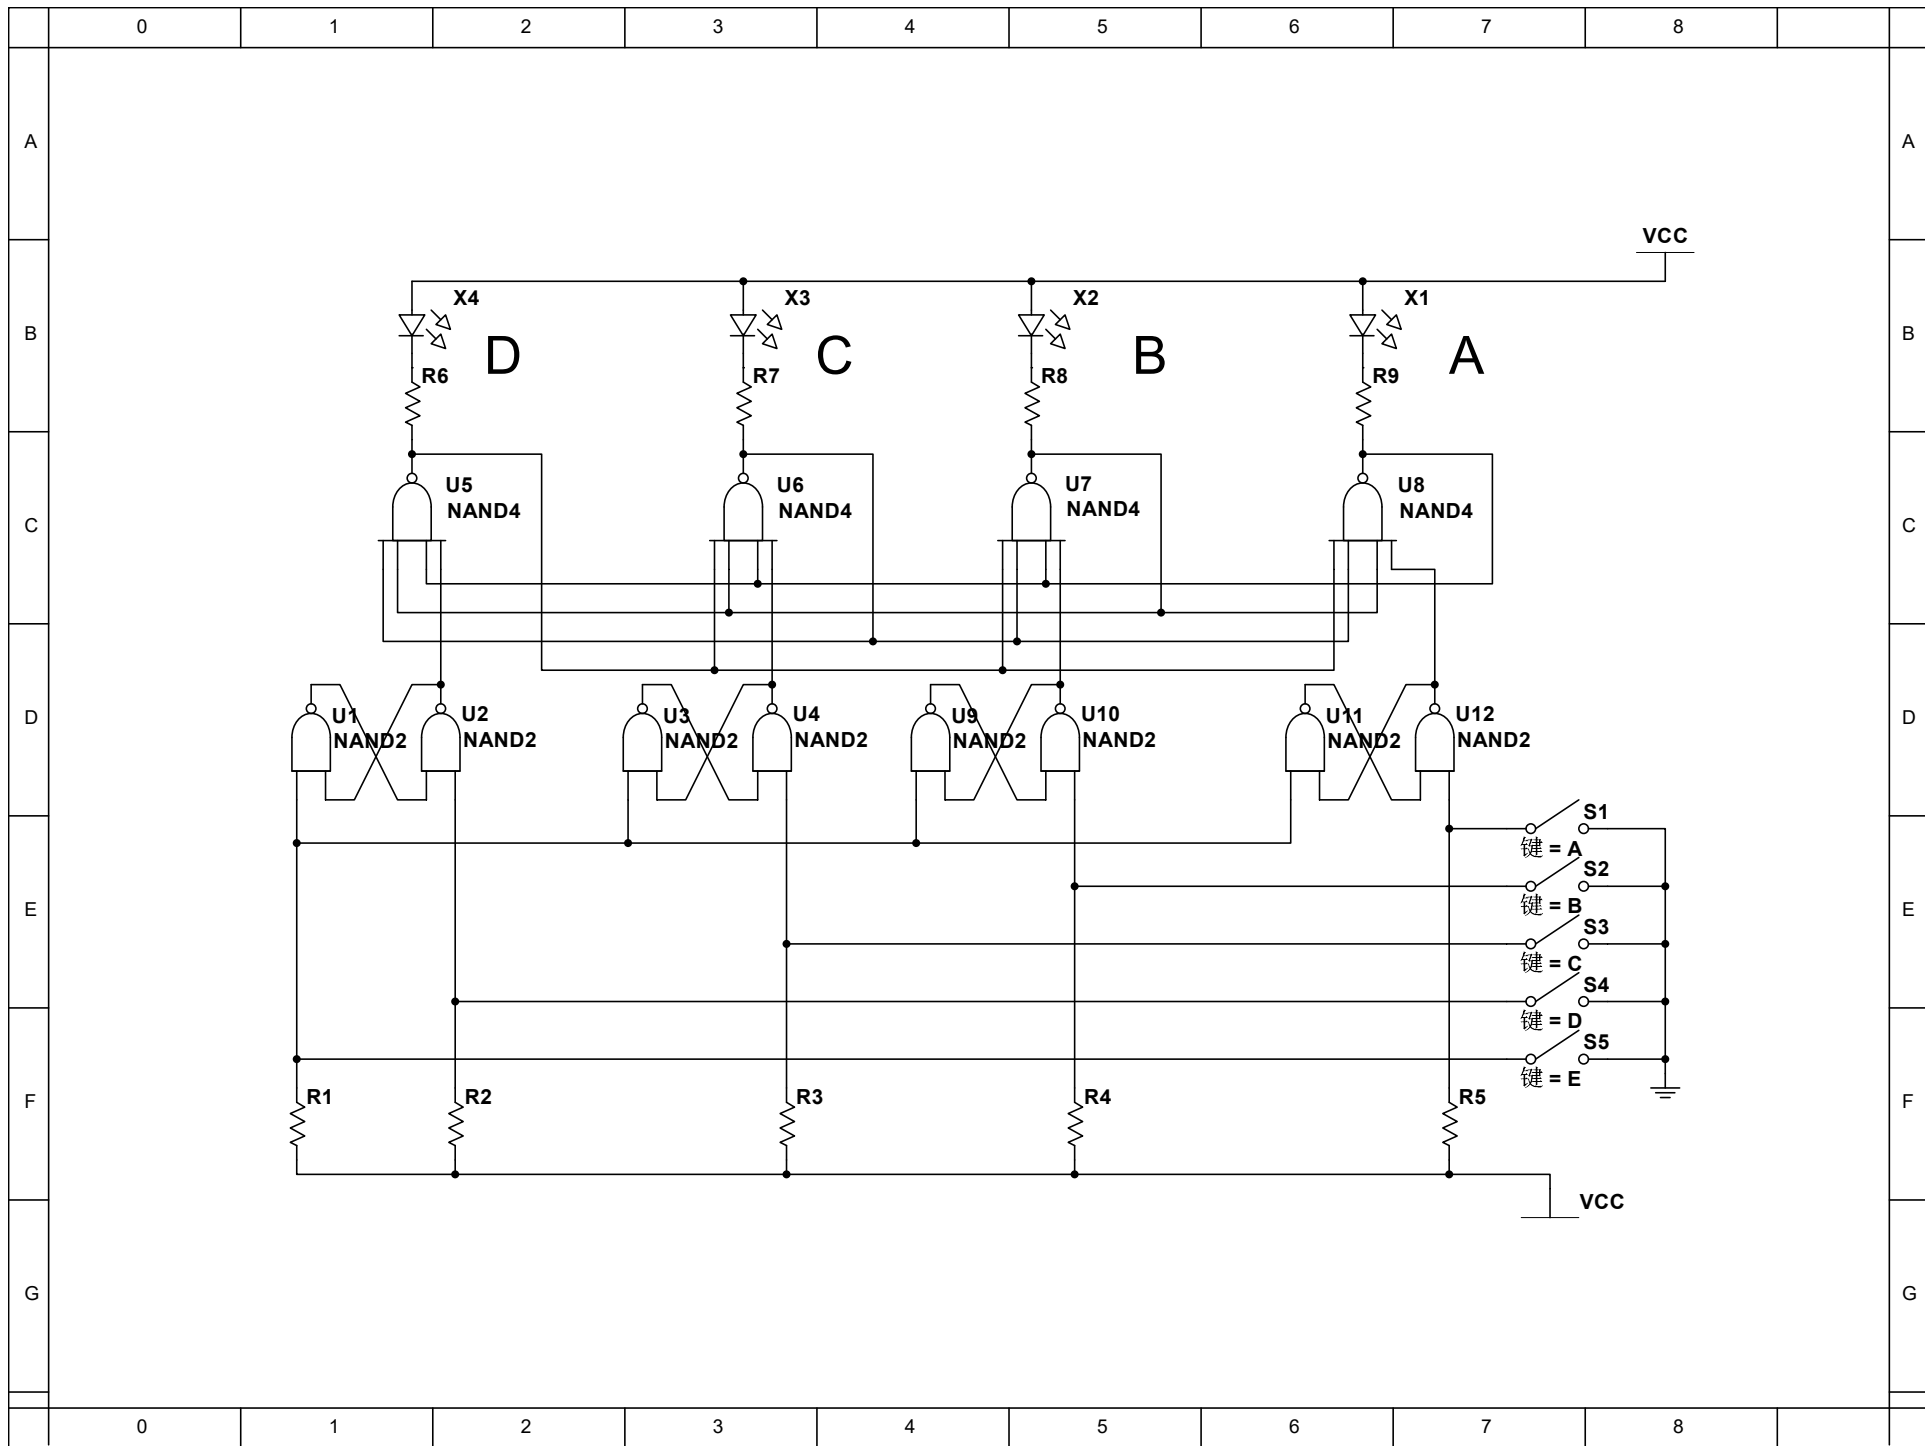 0 1 2 3 4 5 6 7 8
A A
VCC
X4 X3 X2 X1
B B
D C B A
R6 R7 R8 R9
U5 U6 U7 U8
NAND4 NAND4 NAND4 NAND4
C C
U1 U2 U3 U4 U9 U10 U11 U12
D D
NAND2 NAND2 NAND2 NAND2 NAND2 NAND2 NAND2 NAND2
S1
键 = A
S2
键 = B
E E
S3
键 = C
S4
键 = D
S5
键 = E
R1 R2 R3 R4 R5
F F
VCC
G G
0 1 2 3 4 5 6 7 8